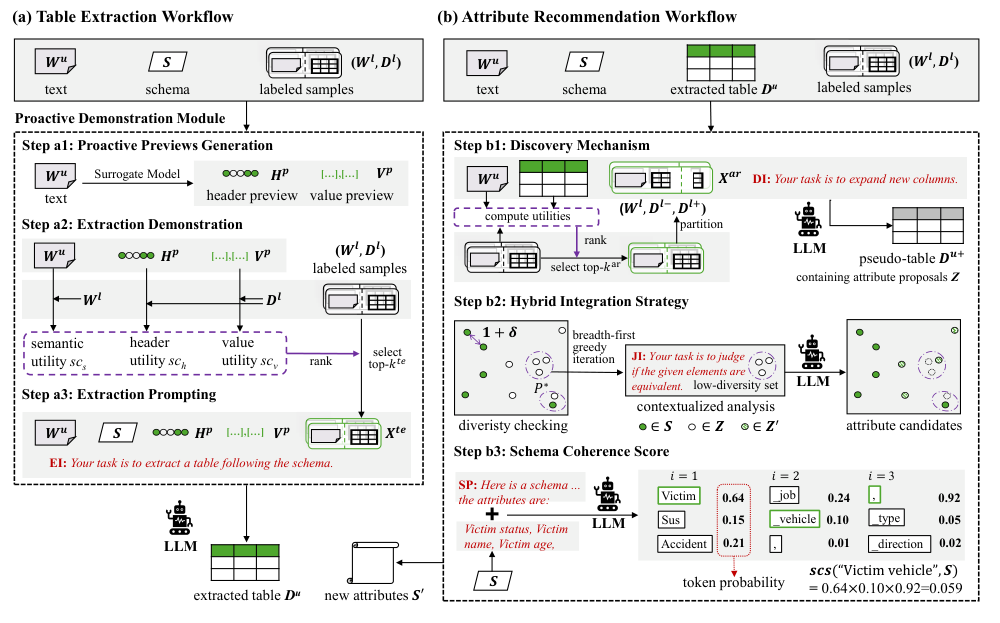 (a) Table Extraction Workflow
W^u
text
S
schema
(W^l, D^l)
labeled samples
Proactive Demonstration Module
Step a1: Proactive Previews Generation
W^u
text
Surrogate Model
H^p
header preview
[...],[...] V^p
value preview
Step a2: Extraction Demonstration
W^u
H^p
[...],[...] V^p
(W^l, D^l)
labeled samples
W^l
D^l
semantic
utility sc_s
header
utility sc_h
value
utility sc_v
rank
select
top-k^te
Step a3: Extraction Prompting
W^u
S
H^p
[...],[...] V^p
X^te
EI: Your task is to extract a table following the schema.
LLM
extracted table D^u
new attributes S'
(b) Attribute Recommendation Workflow
W^u
text
S
schema
extracted table D^u
(W^l, D^l)
labeled samples
Step b1: Discovery Mechanism
W^u
X^ar
DI: Your task is to expand new columns.
(W^l, D^l−, D^l+)
compute utilities
rank
partition
select top-k^ar
LLM
pseudo-table D^u+
containing attribute proposals Z
Step b2: Hybrid Integration Strategy
1 + δ
P*
diveristy checking
breadth-first
greedy
iteration
JI: Your task is to judge
if the given elements are
equivalent.
low-diversity set
contextualized analysis
LLM
∈ S ∈ Z ∈ Z'
attribute candidates
Step b3: Schema Coherence Score
SP: Here is a schema ...
the attributes are:
+
Victim status, Victim
name, Victim age,
S
LLM
i = 1 i = 2 i = 3
Victim 0.64 _job 0.24 , 0.92
Sus 0.15 _vehicle 0.10 _type 0.05
Accident 0.21 , 0.01 _direction 0.02
token probability
scs("Victim vehicle", S)
= 0.64×0.10×0.92=0.059